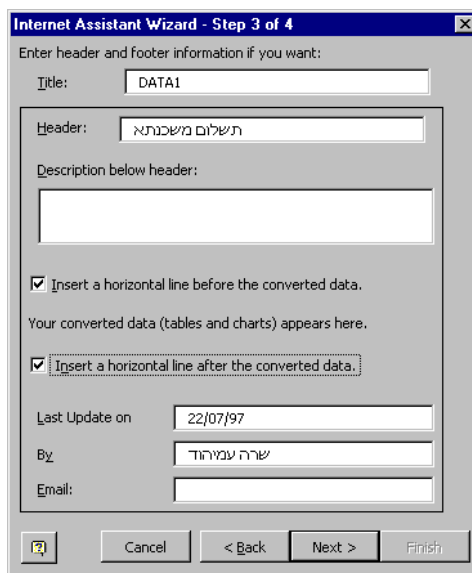 Internet Assistant Wizard - Step 3 of 4
Enter header and footer information if you want:
Title: DATA1
Header: תשלום משכנתא
Description below header:
Insert a horizontal line before the converted data.
Your converted data (tables and charts) appears here.
Insert a horizontal line after the converted data.
Last Update on 22/07/97
By שרה עמיהוד
Email:
Cancel < Back Next > Finish